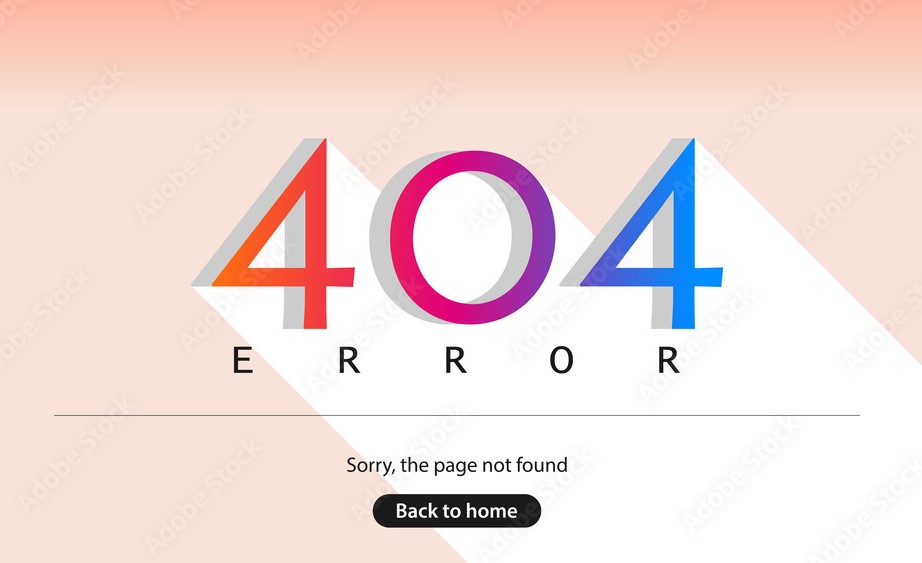 404
E R R O R
Sorry, the page not found
Back to home
Adobe Stock